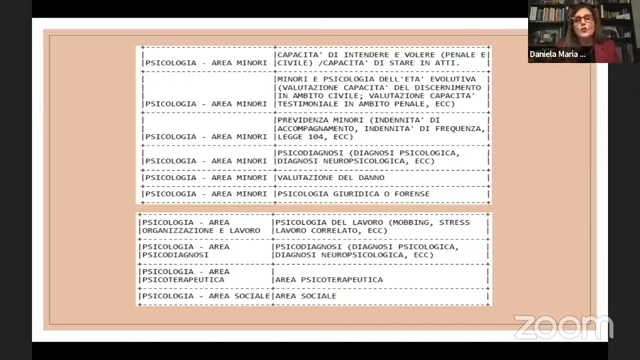 Daniela Maria
CAPACITA' DI INTENDERE E VOLERE (PENALE E
PSICOLOGIA - AREA MINORI CIVILE) /CAPACITA' DI STARE IN ATTI.
MINORI E PSICOLOGIA DELL'ETA' EVOLUTIVA
(VALUTAZIONE CAPACITA' DEL DISCERNIMENTO
IN AMBITO CIVILE; VALUTAZIONE CAPACITA'
PSICOLOGIA - AREA MINORI TESTIMONIALE IN AMBITO PENALE, ECC)
PREVIDENZA MINORI (INDENNITA' DI
ACCOMPAGNAMENTO, INDENNITA' DI FREQUENZA,
PSICOLOGIA - AREA MINORI LEGGE 104, ECC)
PSICODIAGNOSI (DIAGNOSI PSICOLOGICA,
PSICOLOGIA - AREA MINORI DIAGNOSI NEUROPSICOLOGICA, ECC)
PSICOLOGIA - AREA MINORI VALUTAZIONE DEL DANNO
PSICOLOGIA - AREA MINORI PSICOLOGIA GIURIDICA O FORENSE
PSICOLOGIA - AREA PSICOLOGIA DEL LAVORO (MOBBING, STRESS
ORGANIZZAZIONE E LAVORO LAVORO CORRELATO, ECC)
PSICOLOGIA - AREA PSICODIAGNOSI (DIAGNOSI PSICOLOGICA,
PSICODIAGNOSI DIAGNOSI NEUROPSICOLOGICA, ECC)
PSICOLOGIA - AREA
PSICOTERAPEUTICA AREA PSICOTERAPEUTICA
PSICOLOGIA - AREA SOCIALE AREA SOCIALE
zoom